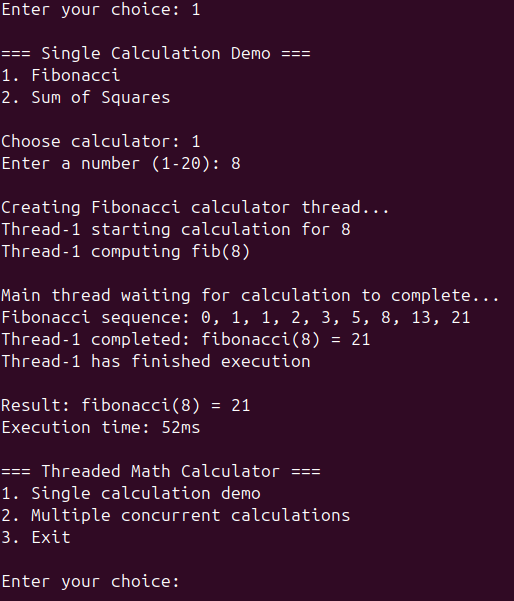 Enter your choice: 1
=== Single Calculation Demo ===
1. Fibonacci
2. Sum of Squares
Choose calculator: 1
Enter a number (1-20): 8
Creating Fibonacci calculator thread...
Thread-1 starting calculation for 8
Thread-1 computing fib(8)
Main thread waiting for calculation to complete...
Fibonacci sequence: 0, 1, 1, 2, 3, 5, 8, 13, 21
Thread-1 completed: fibonacci(8) = 21
Thread-1 has finished execution
Result: fibonacci(8) = 21
Execution time: 52ms
=== Threaded Math Calculator ===
1. Single calculation demo
2. Multiple concurrent calculations
3. Exit
Enter your choice: